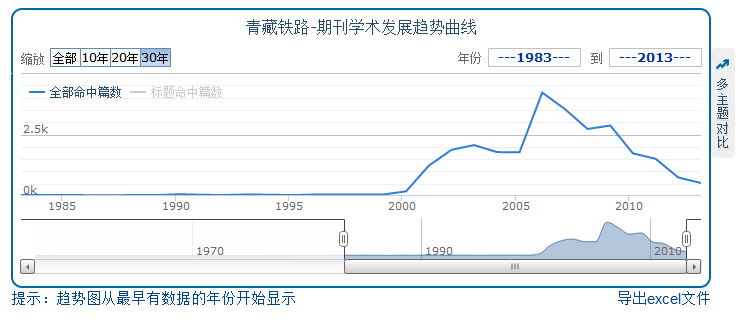 青藏铁路-期刊学术发展趋势曲线
缩放 全部 10年 20年 30年 年份 ---1983--- 到 ---2013---
全部命中篇数 标题命中篇数
2.5k
0k
1985 1990 1995 2000 2005 2010
1970 1990 2010
多主题对比
提示：趋势图从最早有数据的年份开始显示 导出excel文件